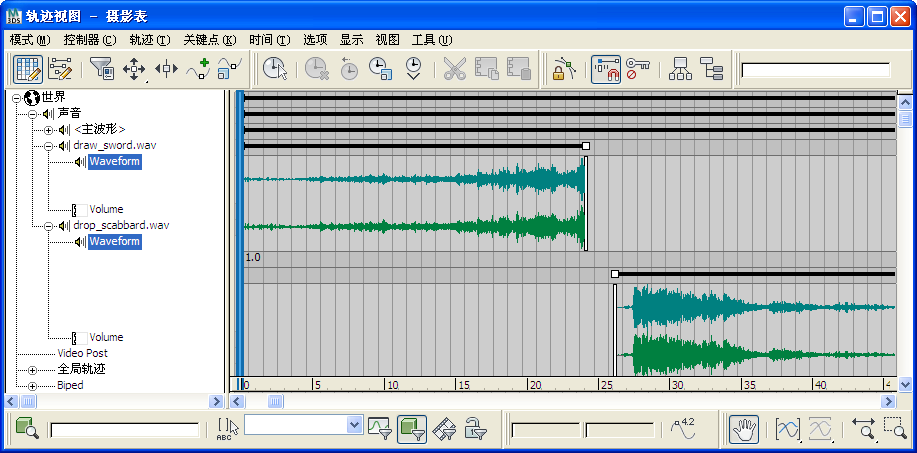 轨迹视图 - 摄影表
模式(M) 控制器(C) 轨迹(T) 关键点(K) 时间(I) 选项 显示 视图 工具(U)
世界
声音
<主波形>
draw_sword.wav
Waveform
Volume
drop_scabbard.wav
Waveform
1.0
Volume
Video Post
全局轨迹
Biped
0 5 10 15 20 25 30 35 40 45
ABC
4.2